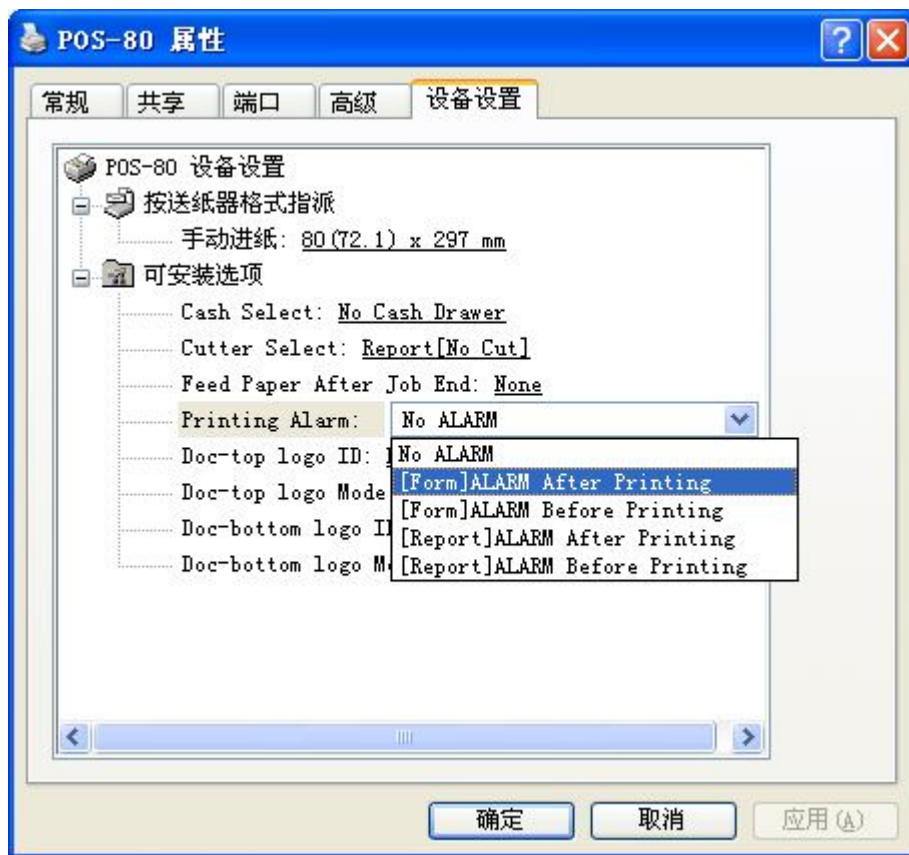 POS-80 属性
常规 共享 端口 高级 设备设置
POS-80 设备设置
按送纸器格式指派
手动进纸: 80(72.1) x 297 mm
可安装选项
Cash Select: No Cash Drawer
Cutter Select: Report[No Cut]
Feed Paper After Job End: None
Printing Alarm: No ALARM
Doc-top logo ID:
No ALARM
Doc-top logo Mode
[Form]ALARM After Printing
[Form]ALARM Before Printing
Doc-bottom logo
[Report]ALARM After Printing
Doc-bottom logo
[Report]ALARM Before Printing
确定 取消 应用(A)